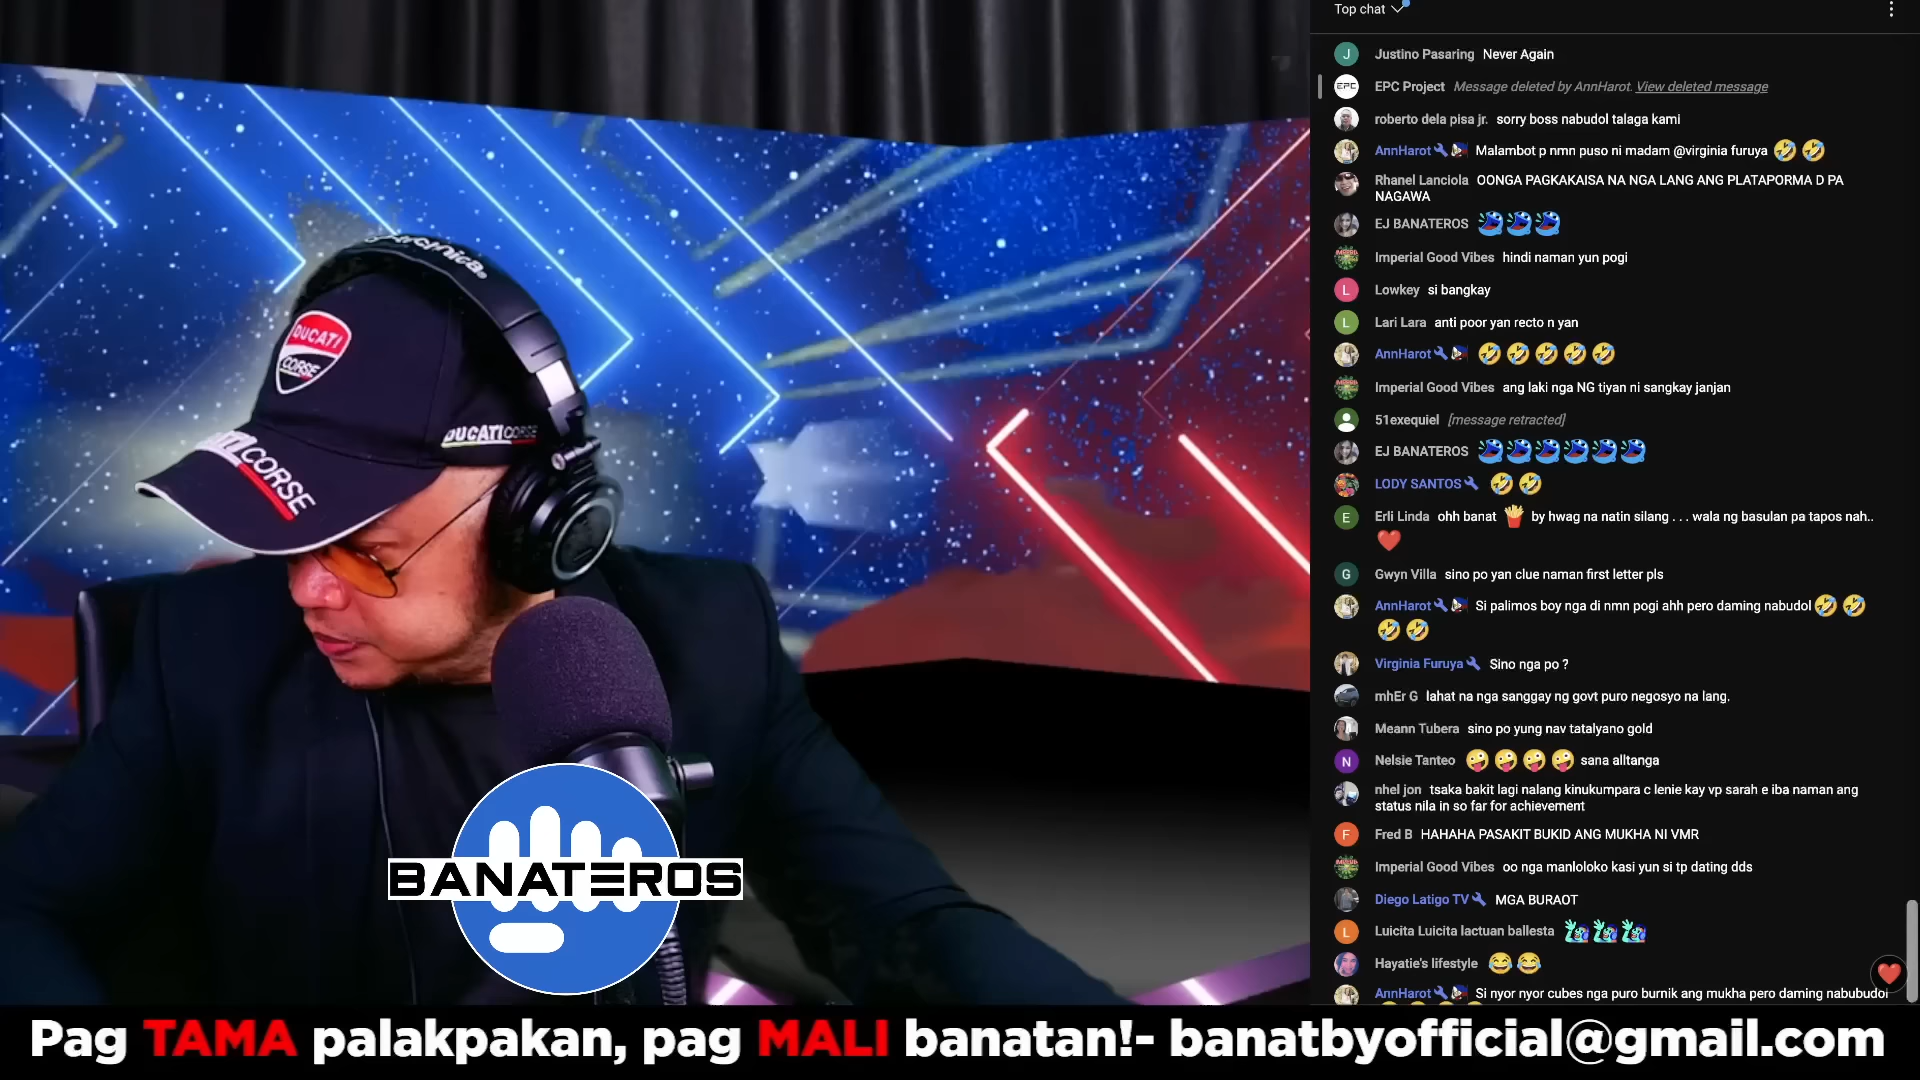 Top chat
Justino Pasaring Never Again
EPC Project Message deleted by AnnHarot. View deleted message
roberto dela pisa jr. sorry boss nabudol talaga kami
AnnHarot Malambot p nmn puso ni madam @virginia furuya
Rhanel Lanciola OONGA PAGKAKAISA NA NGA LANG ANG PLATAPORMA D PA
NAGAWA
EJ BANATEROS
Imperial Good Vibes hindi naman yun pogi
Lowkey si bangkay
Lari Lara anti poor yan recto n yan
AnnHarot
Imperial Good Vibes ang laki nga NG tiyan ni sangkay janjan
51exequiel [message retracted]
EJ BANATEROS
LODY SANTOS
Erli Linda ohh banat 🍟 by hwag na natin silang . . . wala ng basulan pa tapos nah..
❤️
Gwyn Villa sino po yan clue naman first letter pls
AnnHarot Si palimos boy nga di nmn pogi ahh pero daming nabudol
Virginia Furuya Sino nga po ?
mhEr G lahat na nga sanggay ng govt puro negosyo na lang.
Meann Tubera sino po yung nav tatalyano gold
Nelsie Tanteo sana alltanga
nhel jon tsaka bakit lagi nalang kinukumpara c lenie kay vp sarah e iba naman ang
status nila in so far for achievement
Fred B HAHAHA PASAKIT BUKID ANG MUKHA NI VMR
Imperial Good Vibes oo nga manloloko kasi yun si tp dating dds
Diego Latigo TV MGA BURAOT
Luicita Luicita lactuan ballesta
Hayatie's lifestyle
AnnHarot Si nyor nyor cubes nga puro burnik ang mukha pero daming nabubudol
DUCATI
CORSE
DUCATICORSE
CORSE
BANATEROS
Pag TAMA palakpakan, pag MALI banatan!- banatbyofficial@gmail.com